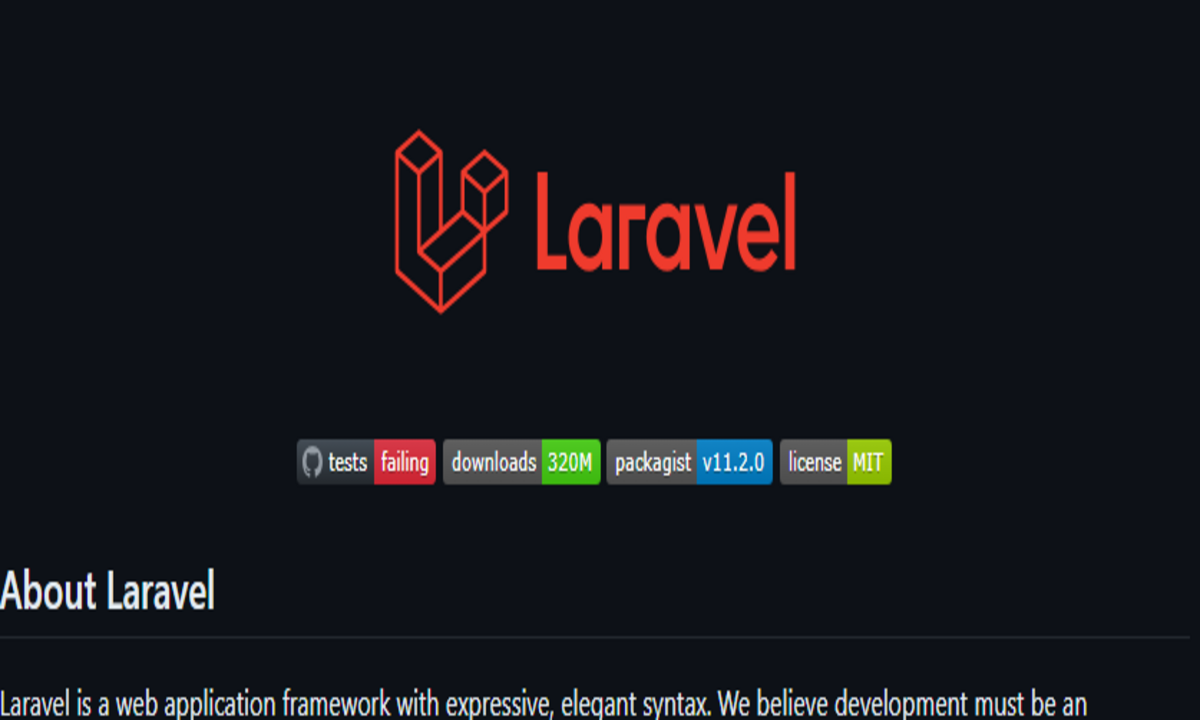 Laravel
tests failing downloads 320M packagist v11.2.0 license MIT
About Laravel
Laravel is a web application framework with expressive, elegant syntax. We believe development must be an